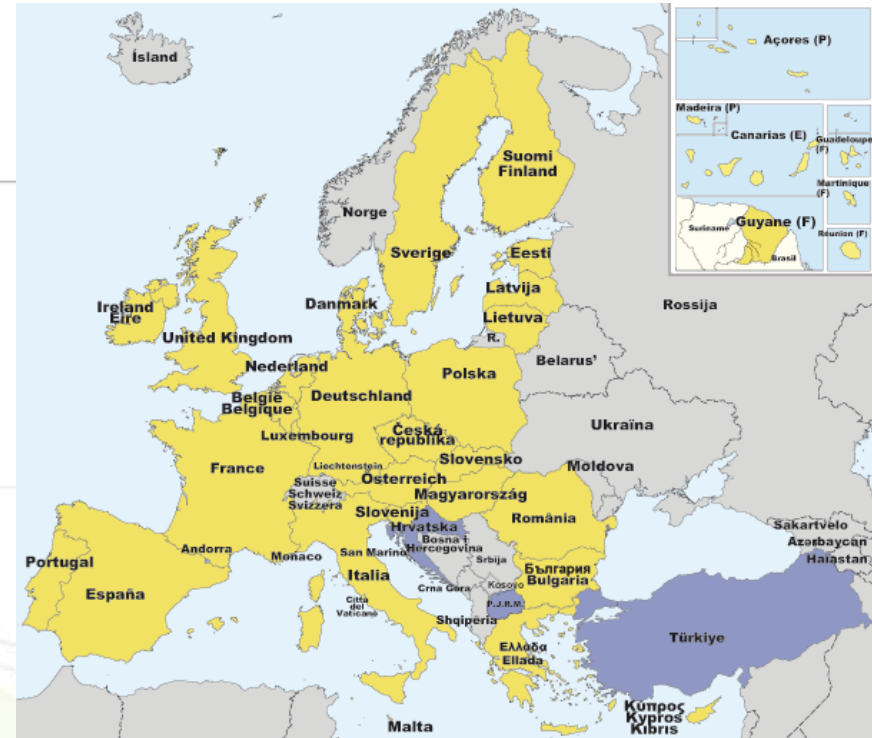 Ísland
Açores (P)
Madeira (P)
Canarias (E)
Guadeloupe
(F)
Martinique
(F)
Guyane (F)
Suriname
Brasil
Réunion (F)
Suomi
Finland
Norge
Sverige
Eesti
Latvija
Lietuva
R.
Danmark
Ireland
Éire
United Kingdom
Rossija
Belarus'
Nederland
Polska
België
Belgique
Deutschland
Luxembourg
Česká
republika
Ukraïna
Slovensko
France
Liechtenstein
Österreich
Moldova
Suisse
Schweiz
Svizzera
Magyarország
Slovenija
România
Hrvatska
Bosna i
Hercegovina
Sakartvelo
Azərbaycan
Haïastan
Andorra
Monaco
San Marino
Srbija
Portugal
España
Italia
Città
del
Vaticano
Crna Gora
Kosovo
България
Bulgaria
P.J.R.M.
Shqipëria
Türkiye
Ελλάδα
Ellada
Κύπρος
Kypros
Kibris
Malta